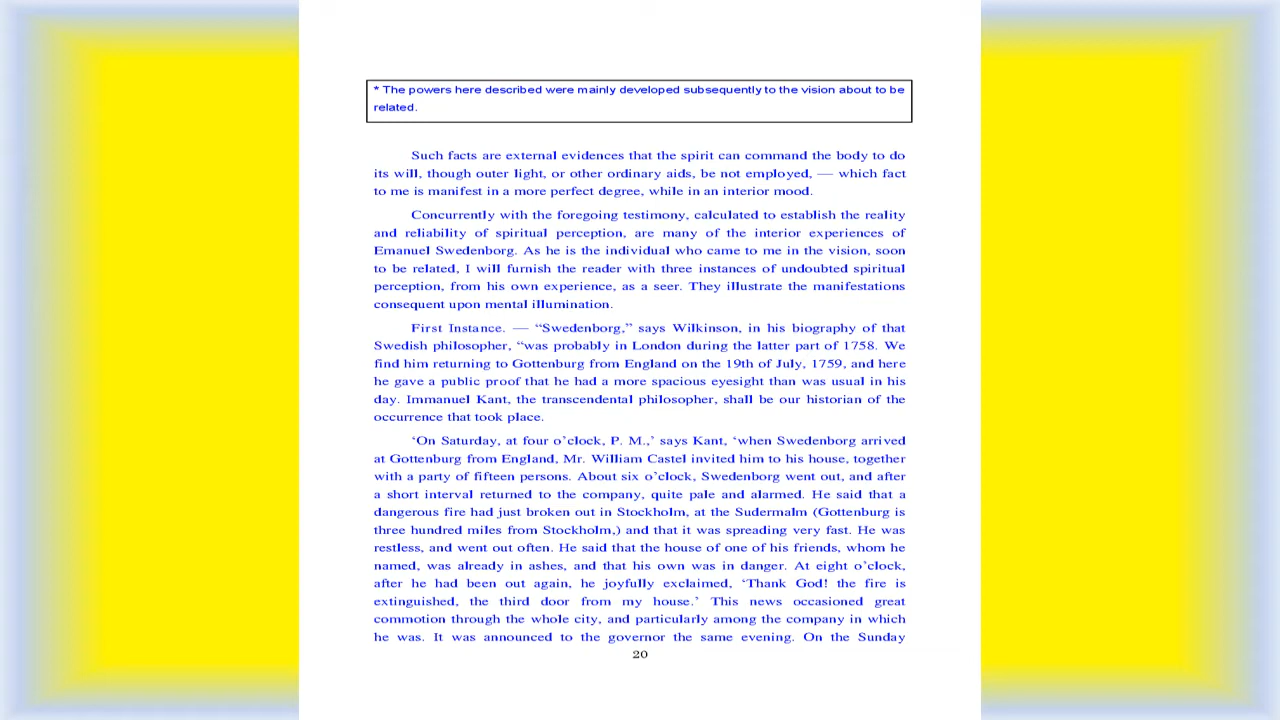 * The powers here described were mainly developed subsequently to the vision about to be
related.
Such facts are external evidences that the spirit can command the body to do
its will, though outer light, or other ordinary aids, be not employed, — which fact
to me is manifest in a more perfect degree, while in an interior mood.
Concurrently with the foregoing testimony, calculated to establish the reality
and reliability of spiritual perception, are many of the interior experiences of
Emanuel Swedenborg. As he is the individual who came to me in the vision, soon
to be related, I will furnish the reader with three instances of undoubted spiritual
perception, from his own experience, as a seer. They illustrate the manifestations
consequent upon mental illumination.
First Instance. — “Swedenborg,” says Wilkinson, in his biography of that
Swedish philosopher, “was probably in London during the latter part of 1758. We
find him returning to Gottenburg from England on the 19th of July, 1759, and here
he gave a public proof that he had a more spacious eyesight than was usual in his
day. Immanuel Kant, the transcendental philosopher, shall be our historian of the
occurrence that took place.
‘On Saturday, at four o’clock, P. M.,’ says Kant, ‘when Swedenborg arrived
at Gottenburg from England, Mr. William Castel invited him to his house, together
with a party of fifteen persons. About six o’clock, Swedenborg went out, and after
a short interval returned to the company, quite pale and alarmed. He said that a
dangerous fire had just broken out in Stockholm, at the Sudermalm (Gottenburg is
three hundred miles from Stockholm,) and that it was spreading very fast. He was
restless, and went out often. He said that the house of one of his friends, whom he
named, was already in ashes, and that his own was in danger. At eight o’clock,
after he had been out again, he joyfully exclaimed, ‘Thank God! the fire is
extinguished, the third door from my house.’ This news occasioned great
commotion through the whole city, and particularly among the company in which
he was. It was announced to the governor the same evening. On the Sunday
20